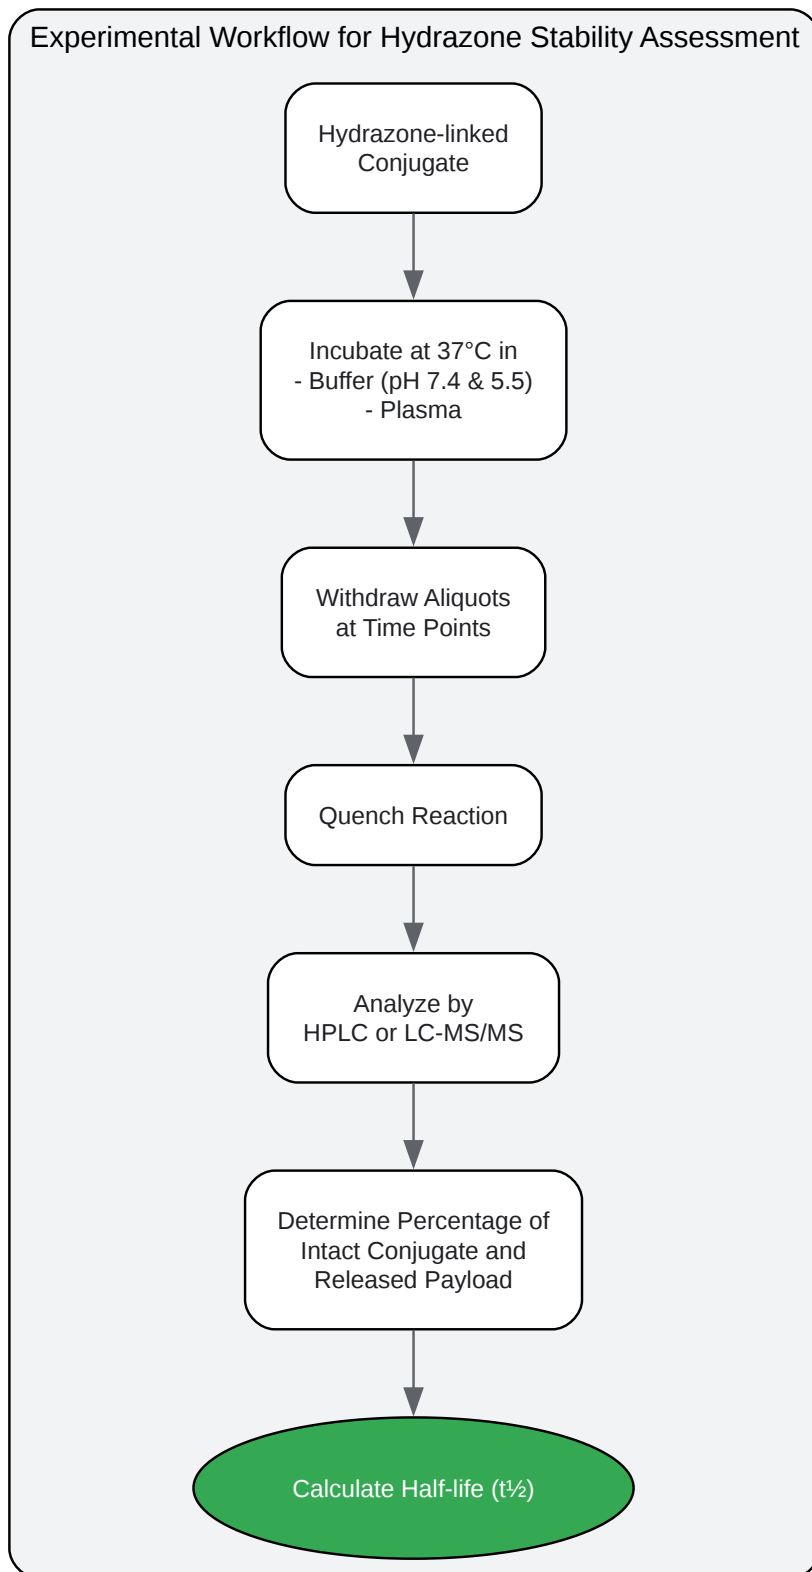 Experimental Workflow for Hydrazone Stability Assessment
Hydrazone-linked
Conjugate
Incubate at 37°C in
- Buffer (pH 7.4 & 5.5)
- Plasma
Withdraw Aliquots
at Time Points
Quench Reaction
Analyze by
HPLC or LC-MS/MS
Determine Percentage of
Intact Conjugate and
Released Payload
Calculate Half-life (t½)